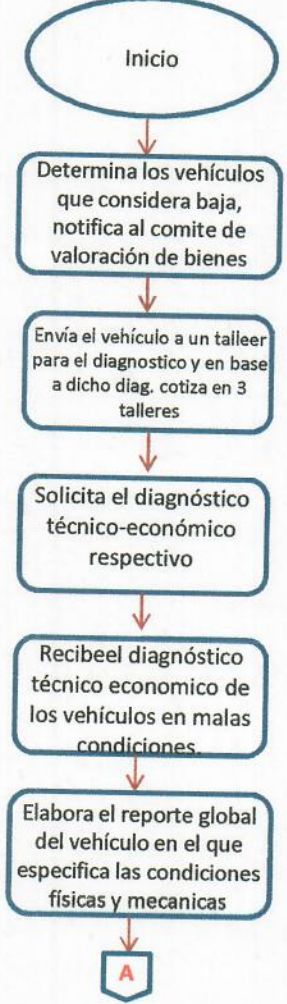 Inicio
Determina los vehículos
que considera baja,
notifica al comite de
valoración de bienes
Envía el vehículo a un talleer
para el diagnostico y en base
a dicho diag. cotiza en 3
talleres
Solicita el diagnóstico
técnico-económico
respectivo
Recibeel diagnóstico
técnico economico de
los vehículos en malas
condiciones.
Elabora el reporte global
del vehículo en el que
especifica las condiciones
físicas y mecanicas
A